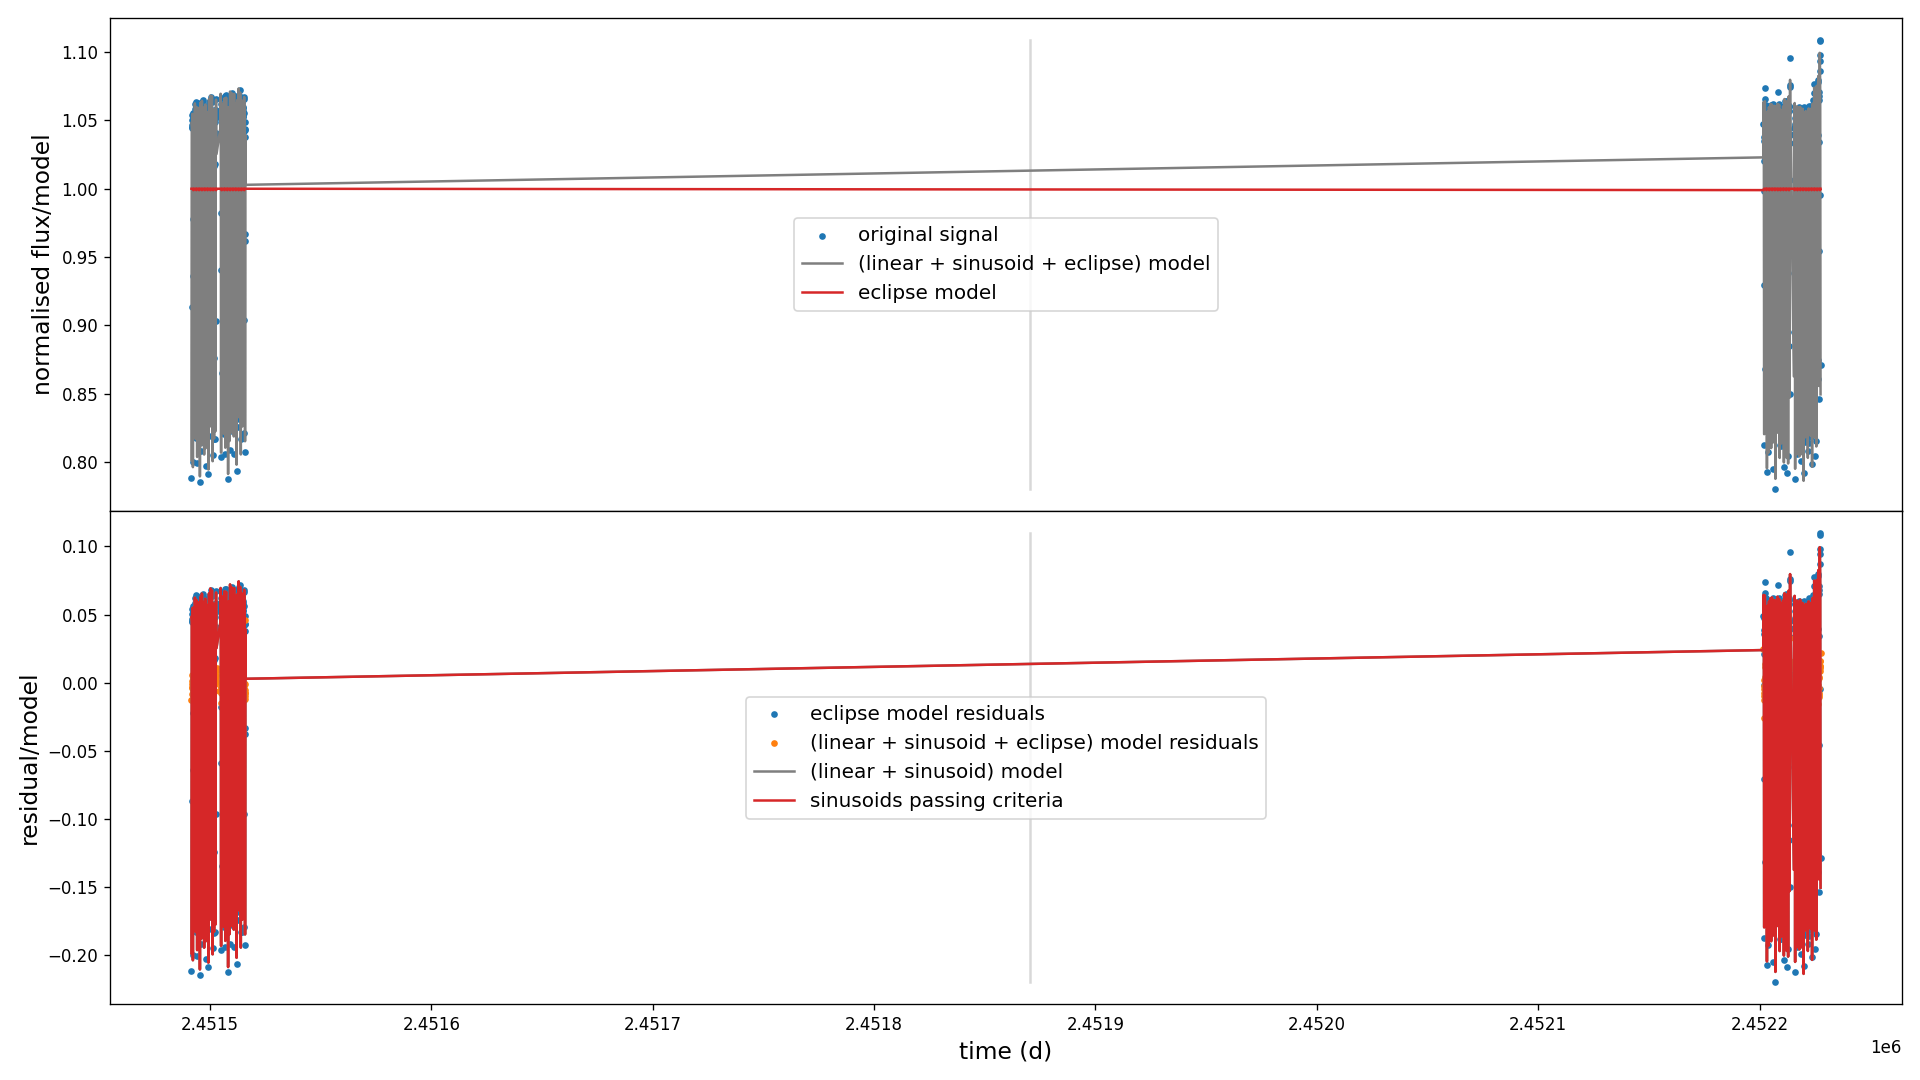 1.10
1.05
1.00
0.95
0.90
0.85
0.80
normalised flux/model
original signal
(linear + sinusoid + eclipse) model
eclipse model
0.10
0.05
0.00
−0.05
−0.10
−0.15
−0.20
residual/model
eclipse model residuals
(linear + sinusoid + eclipse) model residuals
(linear + sinusoid) model
sinusoids passing criteria
2.4515 2.4516 2.4517 2.4518 2.4519 2.4520 2.4521 2.4522
1e6
time (d)